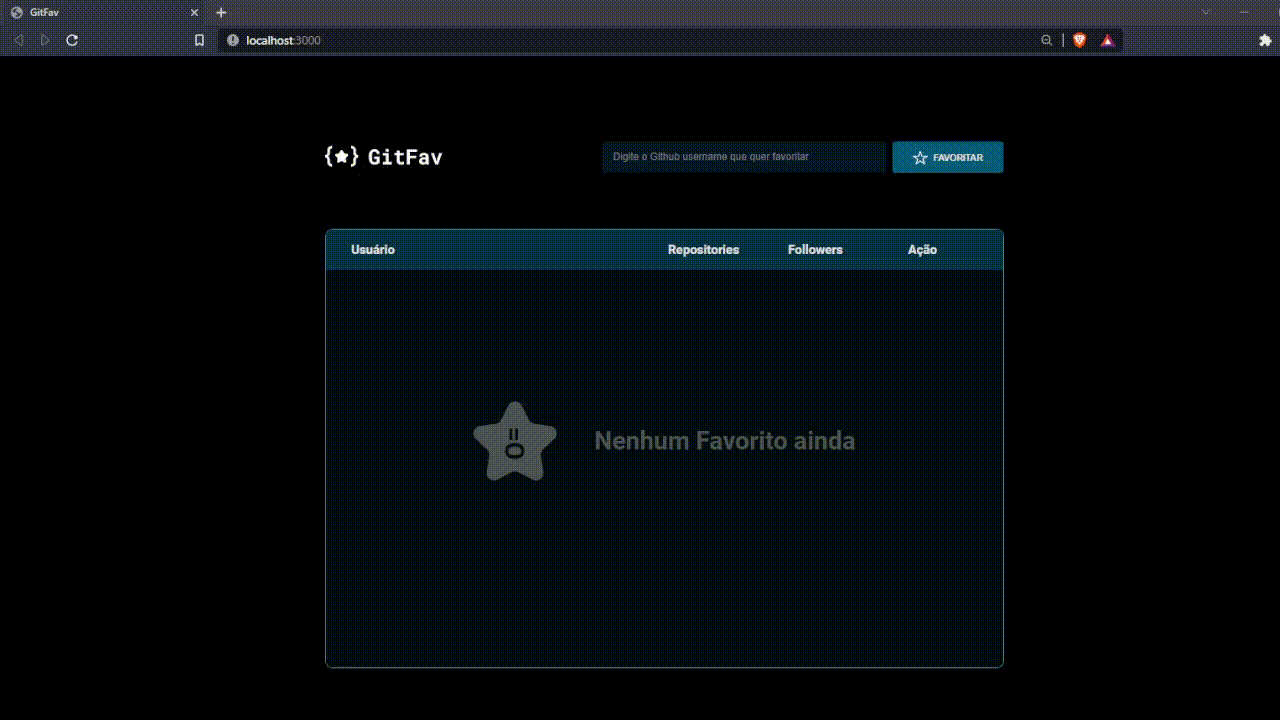 GitFav
localhost:3000
{★} GitFav
Digite o Github username que quer favoritar
FAVORITAR
Usuário Repositories Followers Ação
Nenhum Favorito ainda